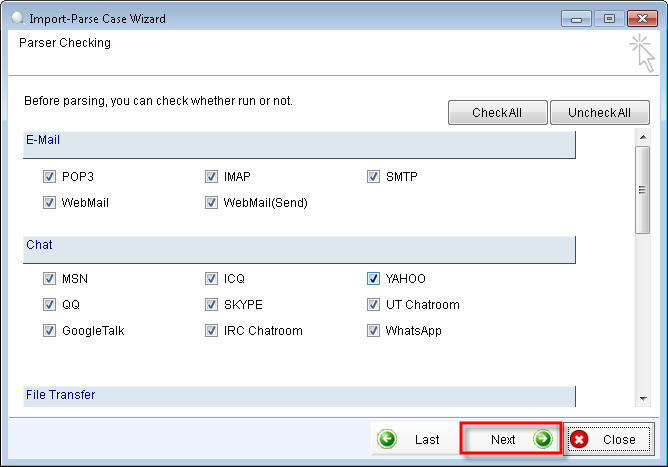 Import-Parse Case Wizard
Parser Checking
Before parsing, you can check whether run or not.
CheckAll UncheckAll
E-Mail
POP3 IMAP SMTP
WebMail WebMail(Send)
Chat
MSN ICQ YAHOO
QQ SKYPE UT Chatroom
GoogleTalk IRC Chatroom WhatsApp
File Transfer
Last Next Close